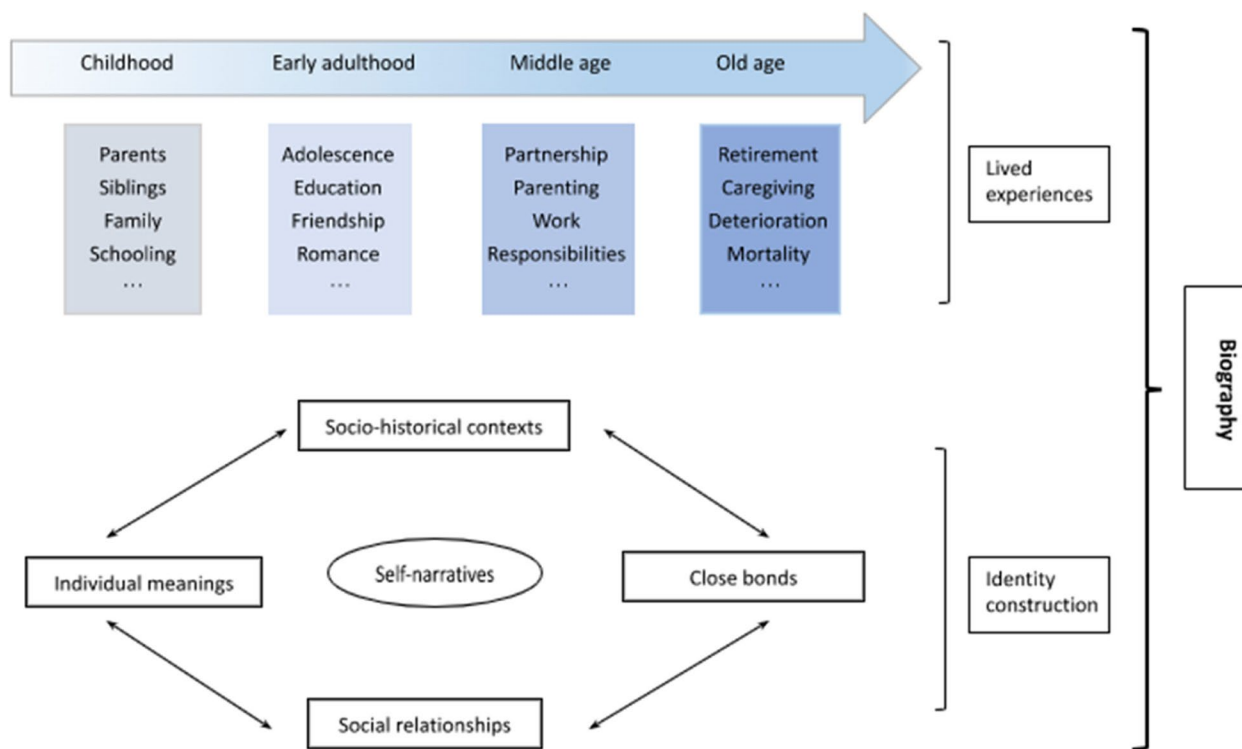 Childhood
Early adulthood
Middle age
Old age
Parents
Siblings
Family
Schooling
...
Adolescence
Education
Friendship
Romance
...
Partnership
Parenting
Work
Responsibilities
...
Retirement
Caregiving
Deterioration
Mortality
...
Lived
experiences
Biography
Socio-historical contexts
Individual meanings
Self-narratives
Close bonds
Social relationships
Identity
construction